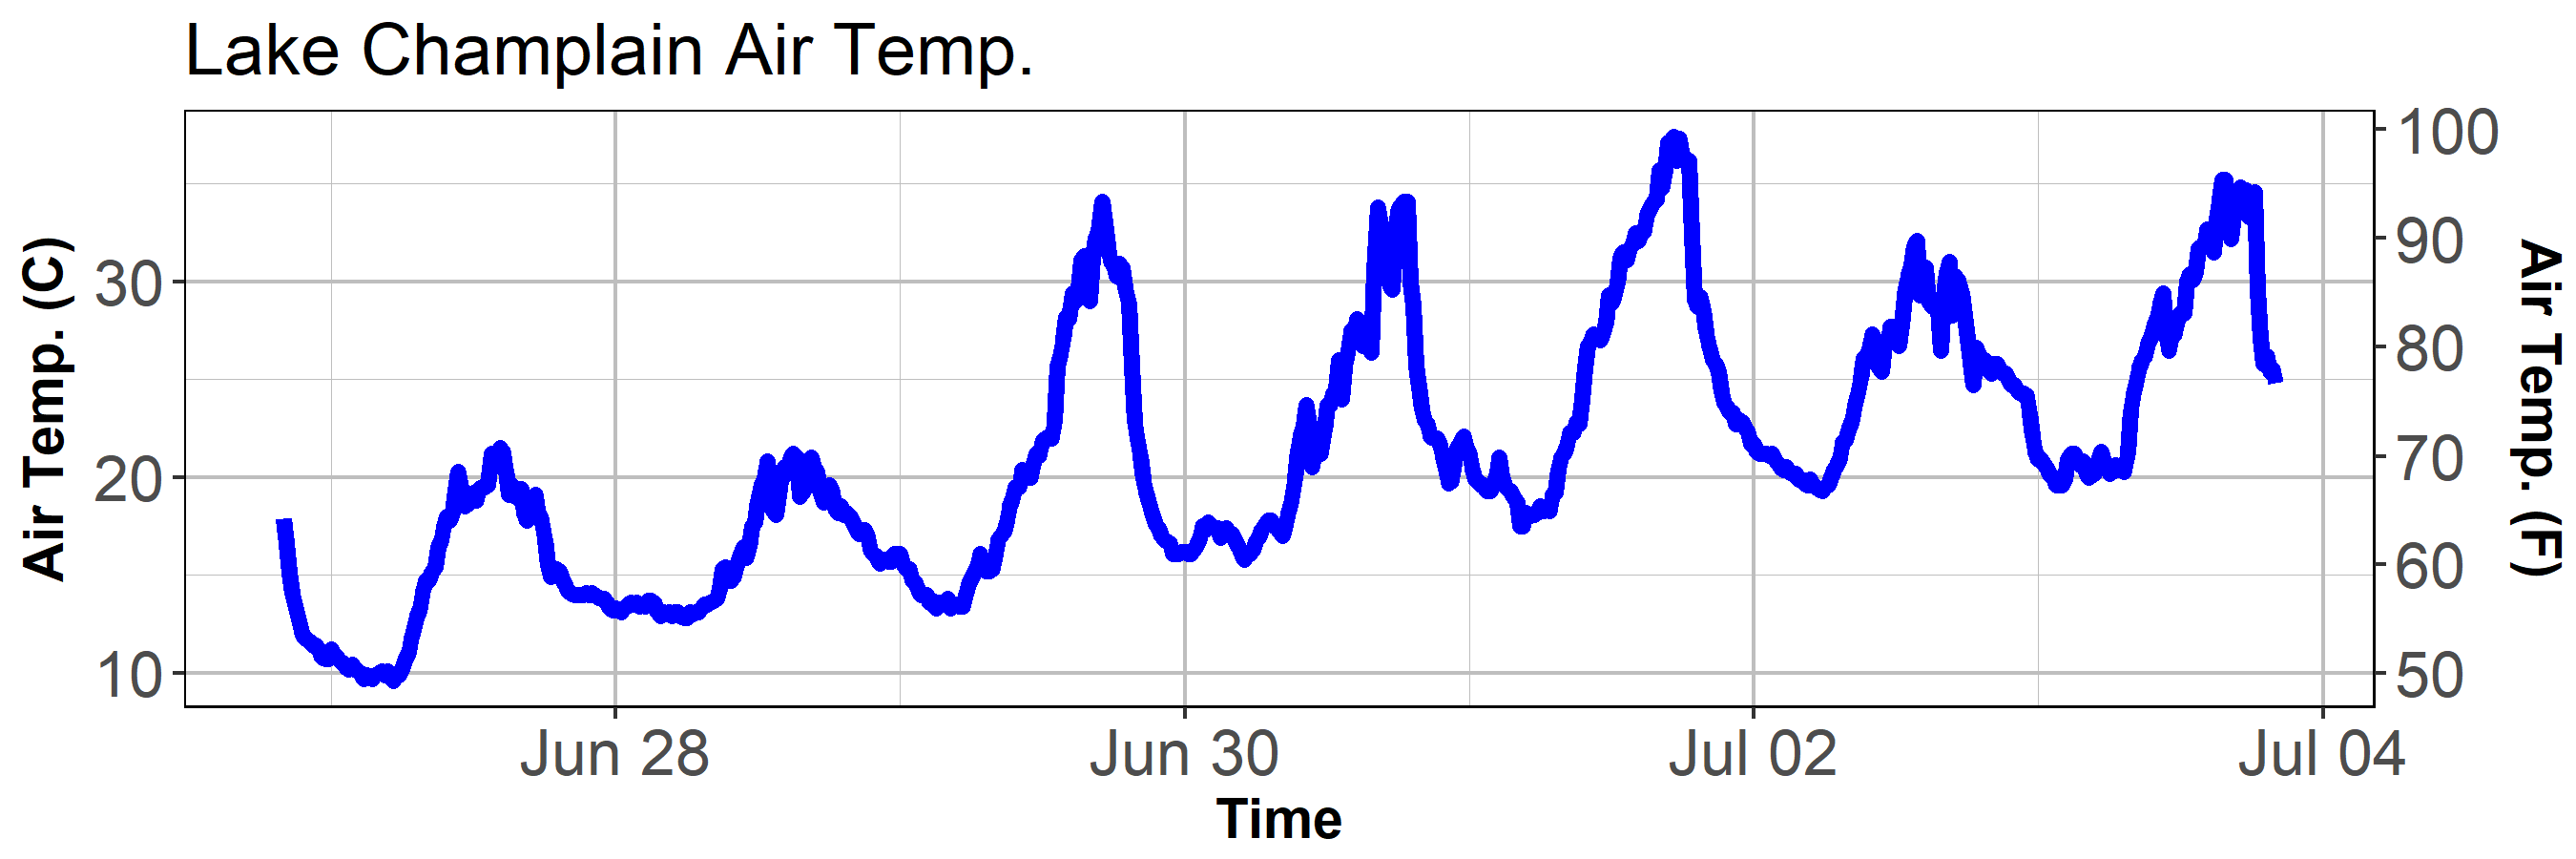 Lake Champlain Air Temp.
Air Temp. (C)
30
20
10
100
90
80
70
60
50
Air Temp. (F)
Jun 28
Jun 30
Jul 02
Jul 04
Time